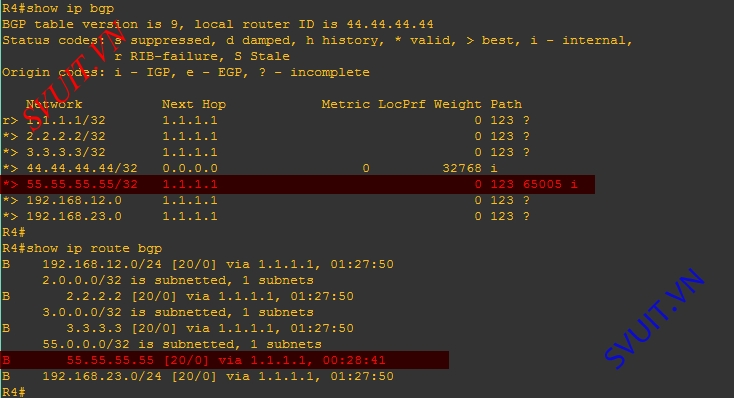 R4#show ip bgp
BGP table version is 9, local router ID is 44.44.44.44
Status codes: s suppressed, d damped, h history, * valid, > best, i - internal,
r RIB-failure, S Stale
Origin codes: i - IGP, e - EGP, ? - incomplete
Network Next Hop Metric LocPrf Weight Path
r> 1.1.1.1/32 1.1.1.1 0 123 ?
*> 2.2.2.2/32 1.1.1.1 0 123 ?
*> 3.3.3.3/32 1.1.1.1 0 123 ?
*> 44.44.44.44/32 0.0.0.0 0 32768 i
*> 55.55.55.55/32 1.1.1.1 0 123 65005 i
*> 192.168.12.0 1.1.1.1 0 123 ?
*> 192.168.23.0 1.1.1.1 0 123 ?
R4#
R4#show ip route bgp
B 192.168.12.0/24 [20/0] via 1.1.1.1, 01:27:50
2.0.0.0/32 is subnetted, 1 subnets
B 2.2.2.2 [20/0] via 1.1.1.1, 01:27:50
3.0.0.0/32 is subnetted, 1 subnets
B 3.3.3.3 [20/0] via 1.1.1.1, 01:27:50
55.0.0.0/32 is subnetted, 1 subnets
B 55.55.55.55 [20/0] via 1.1.1.1, 00:28:41
B 192.168.23.0/24 [20/0] via 1.1.1.1, 01:27:50
R4#
SVUIT.VN
SVUIT.VN